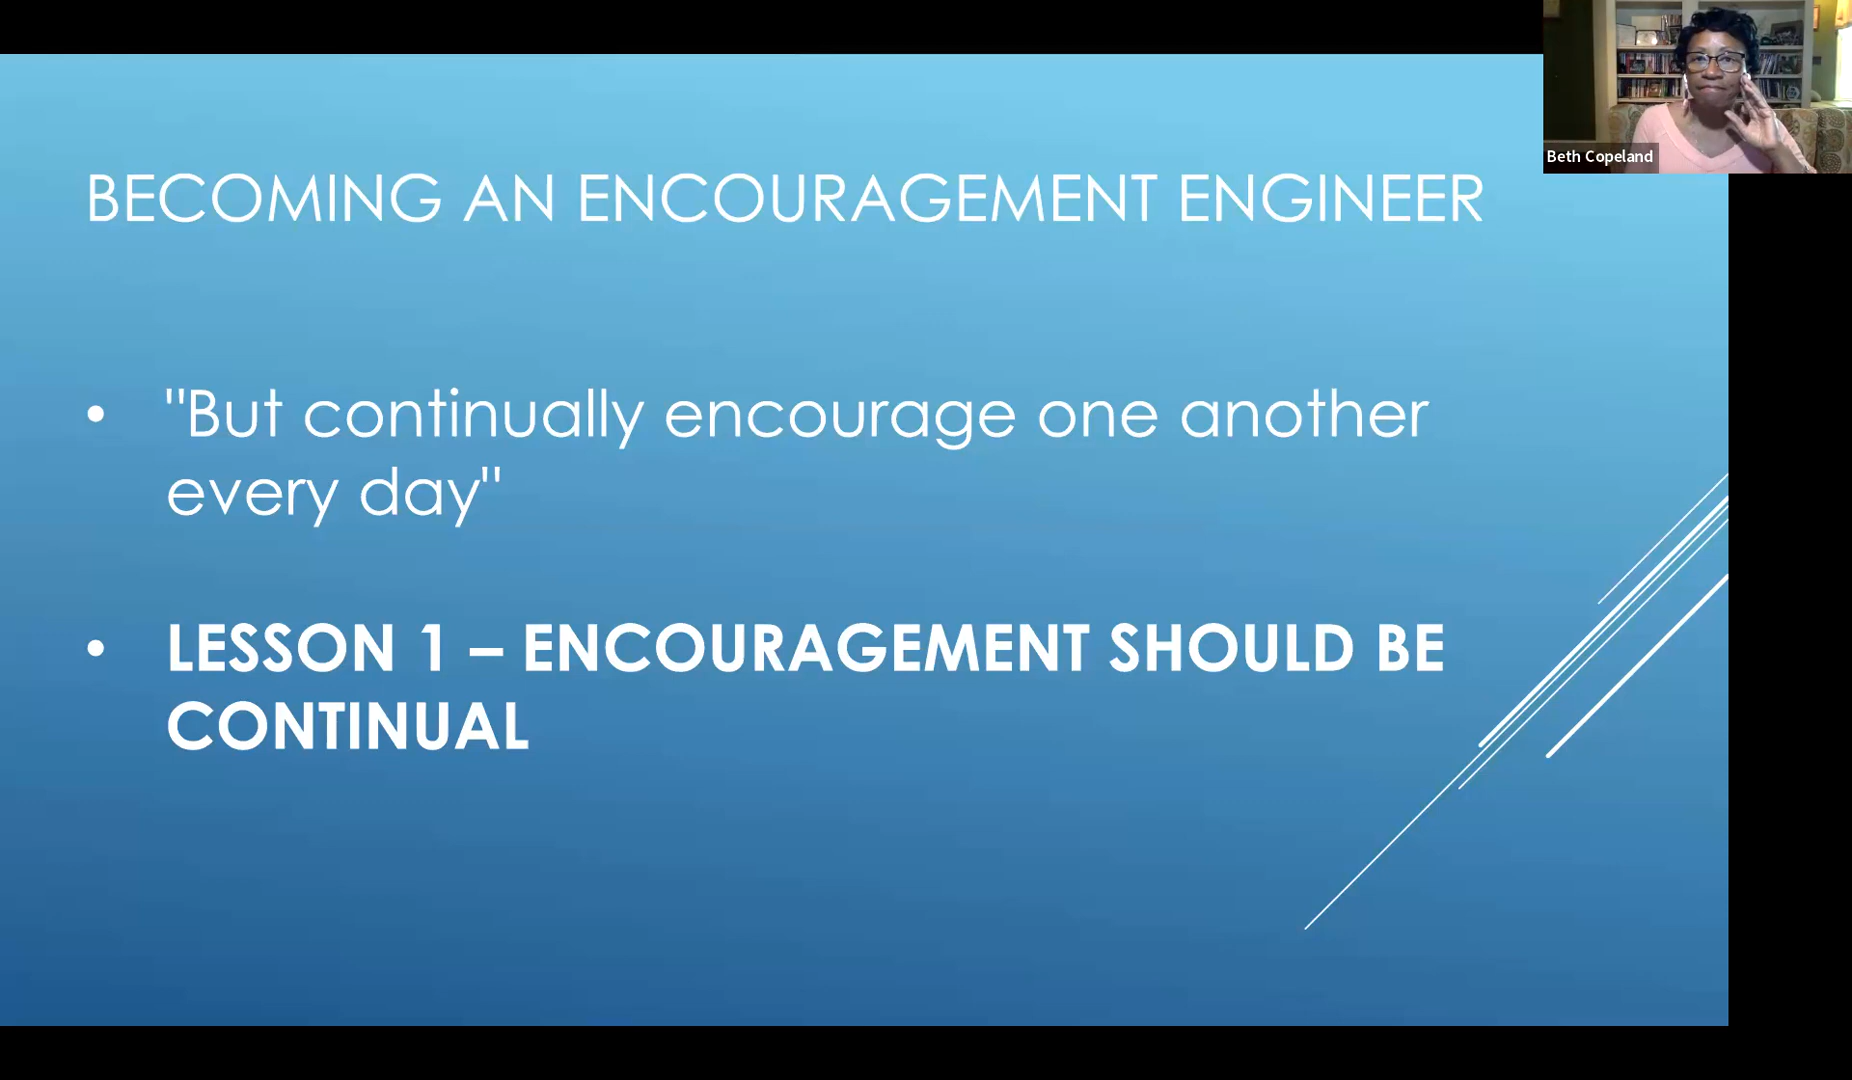 BECOMING AN ENCOURAGEMENT ENGINEER
• "But continually encourage one another
every day"
• LESSON 1 – ENCOURAGEMENT SHOULD BE
CONTINUAL
Beth Copeland